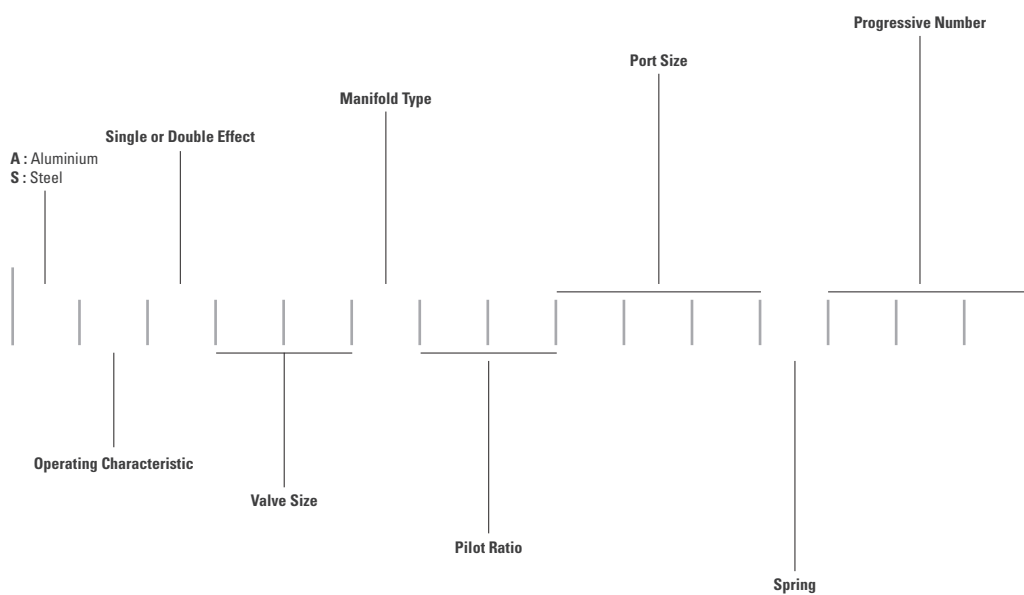 Progressive Number
Port Size
Manifold Type
Single or Double Effect
A : Aluminium
S : Steel
Operating Characteristic
Valve Size
Pilot Ratio
Spring